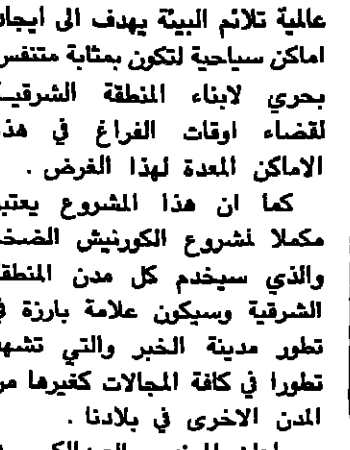 عالمية تلائم البيئة يهدف الى ايجاد
اماكن سياحية لتكون بمثابة متنفس
بحري لابناء المنطقة الشرقيـة
لقضاء اوقات الفراغ في هذه
الاماكن المعدة لهذا الغرض .
كما ان هذا المشروع يعتبر
مكملا لمشروع الكورنيش الضخم
والذي سيخدم كل مدن المنطقة
الشرقية وسيكون علامة بارزة في
تطور مدينة الخبر والتي تشهد
تطورا في كافة المجالات كغيرها من
المدن الاخرى في بلادنا .